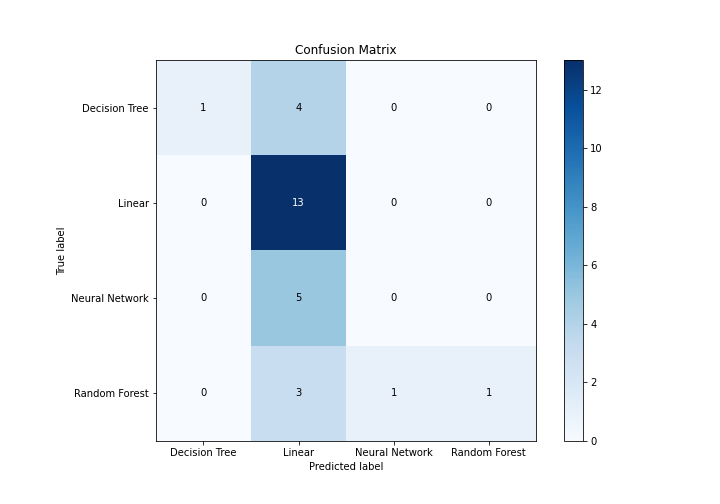 Confusion Matrix
Decision Tree 1 4 0 0
Linear 0 13 0 0
Neural Network 0 5 0 0
Random Forest 0 3 1 1
Decision Tree Linear Neural Network Random Forest
Predicted label
True label
12
10
8
6
4
2
0